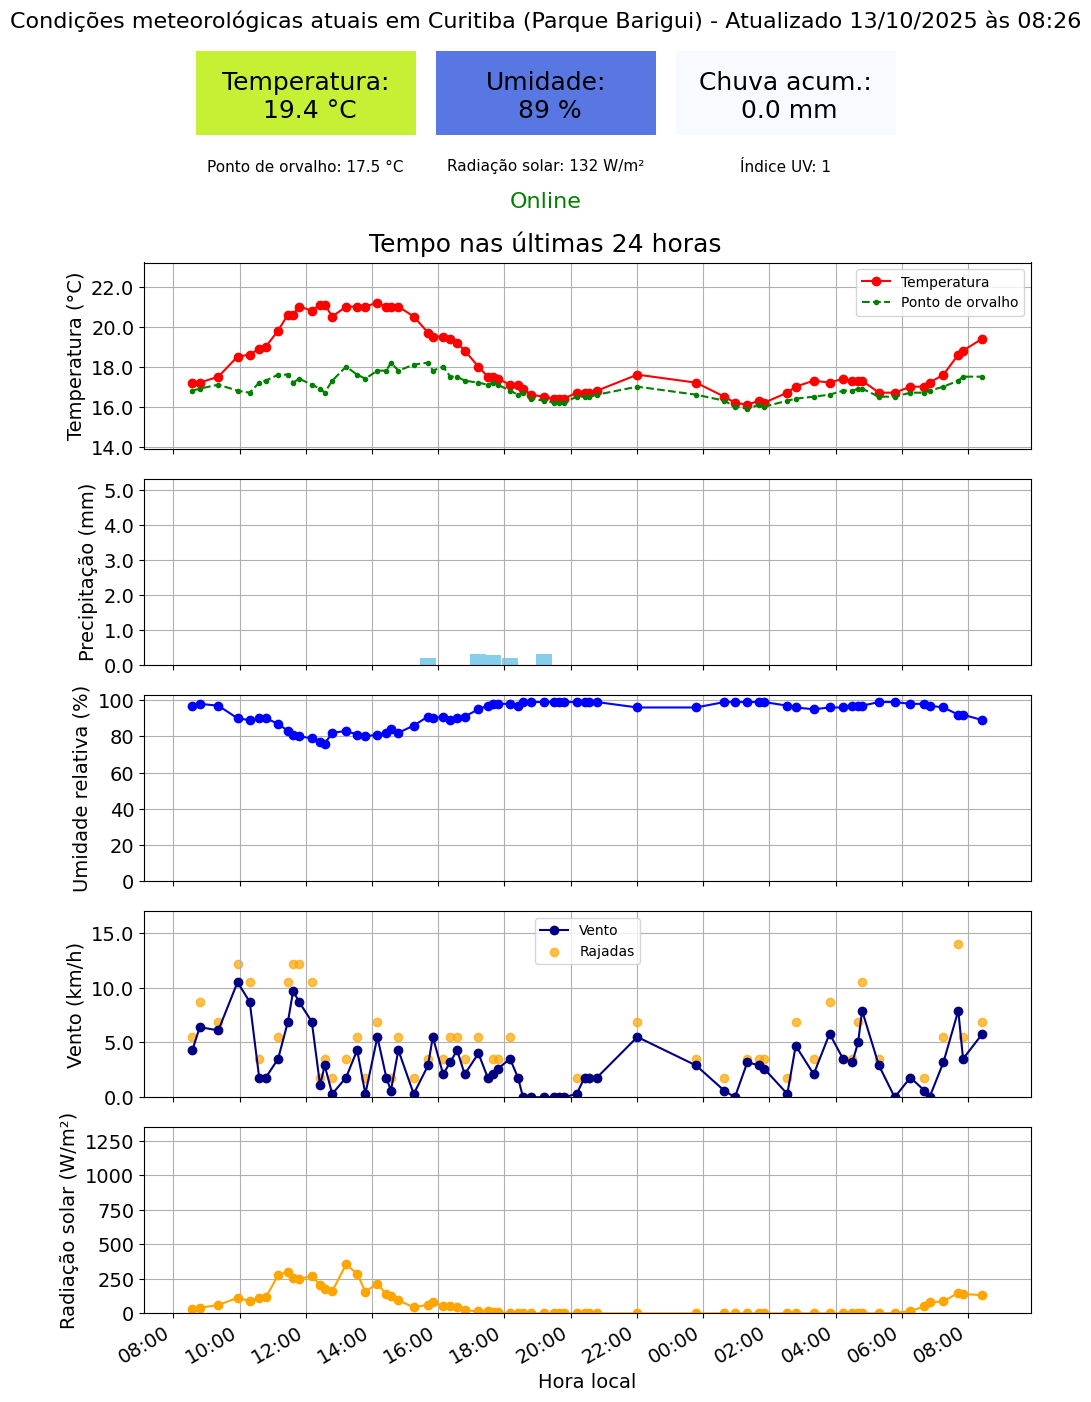 Condições meteorológicas atuais em Curitiba (Parque Barigui) - Atualizado 13/10/2025 às 08:26
Temperatura:
19.4 °C
Umidade:
89 %
Chuva acum.:
0.0 mm
Ponto de orvalho: 17.5 °C
Radiação solar: 132 W/m²
Índice UV: 1
Online
Tempo nas últimas 24 horas
Temperatura (°C)
22.0
20.0
18.0
16.0
14.0
Temperatura
Ponto de orvalho
Precipitação (mm)
5.0
4.0
3.0
2.0
1.0
0.0
Umidade relativa (%)
100
80
60
40
20
0
Vento (km/h)
15.0
10.0
5.0
0.0
Vento
Rajadas
Radiação solar (W/m²)
1250
1000
750
500
250
0
08:00
10:00
12:00
14:00
16:00
18:00
20:00
22:00
00:00
02:00
04:00
06:00
08:00
Hora local